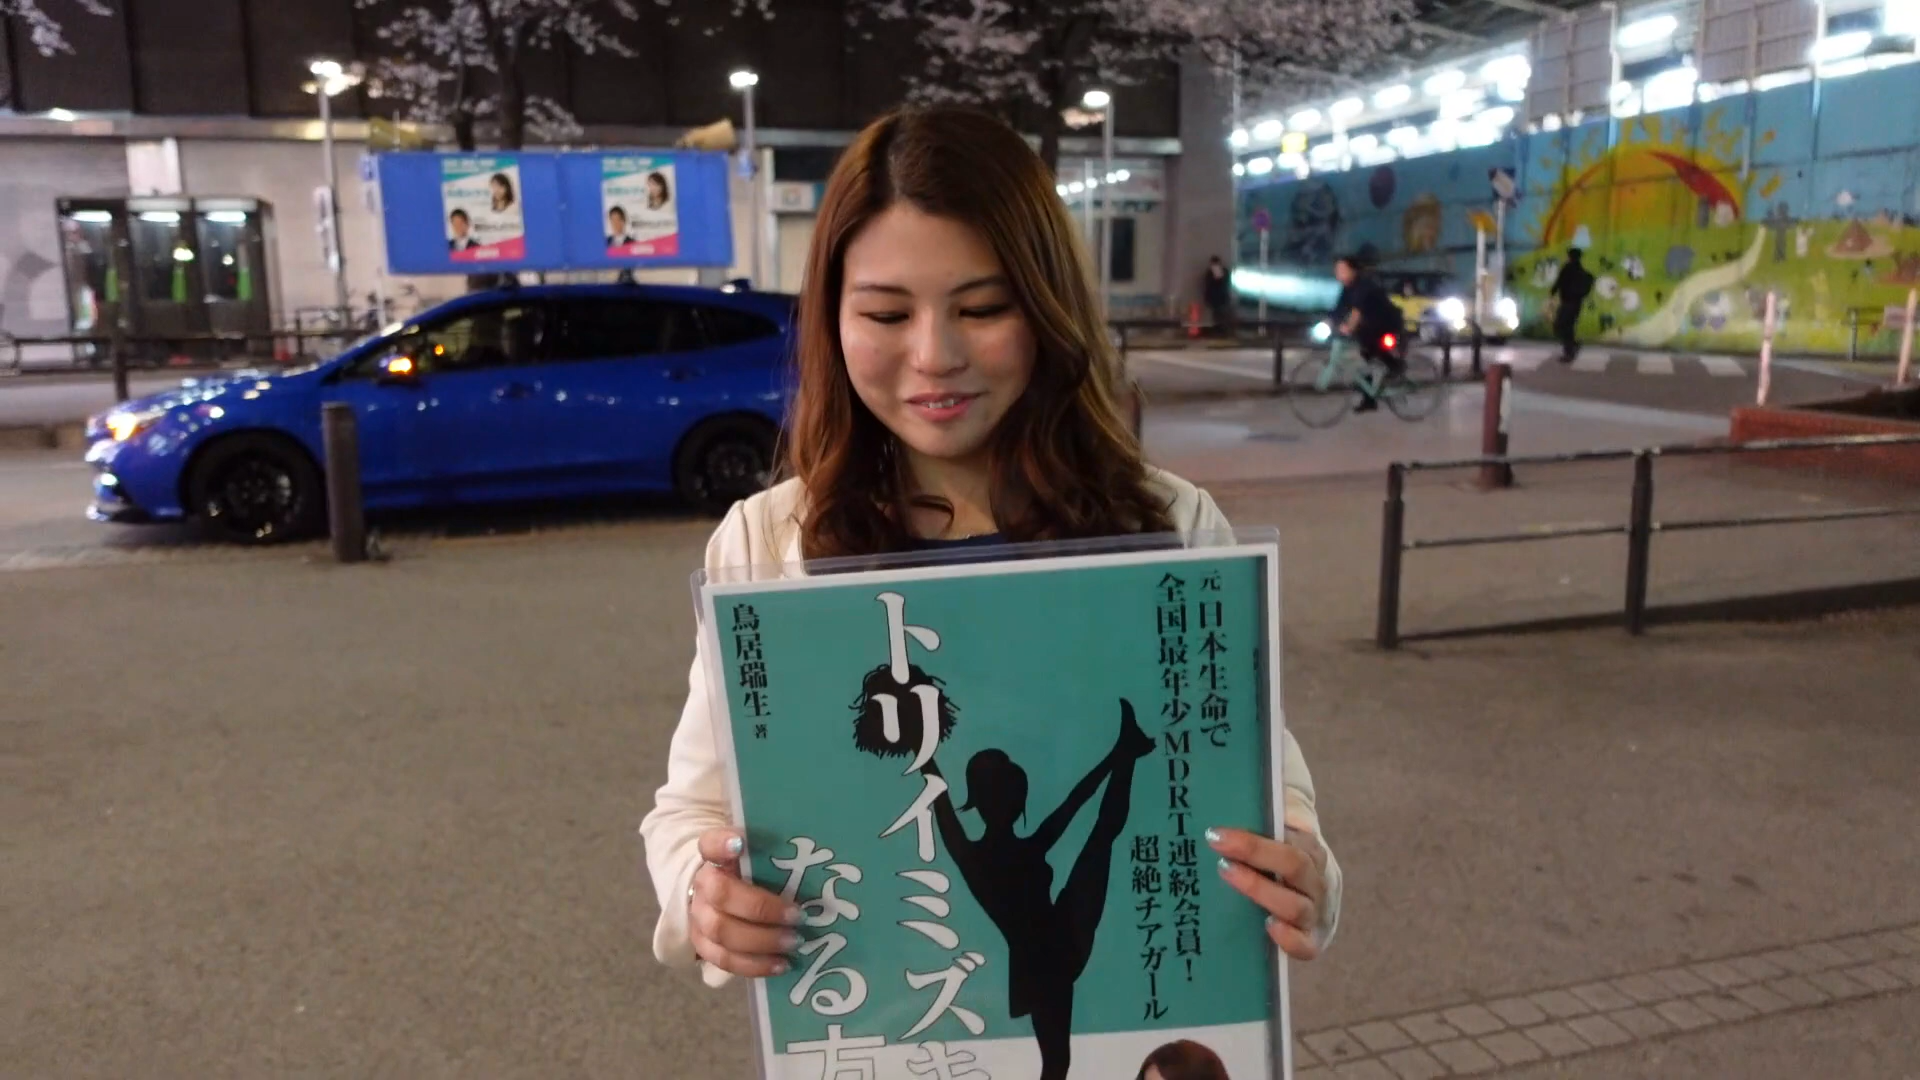 元 日本生命で
全国最年少MDRT連続会員！
超絶チアガール
トリイミズキ
なる方
鳥居瑞生 著